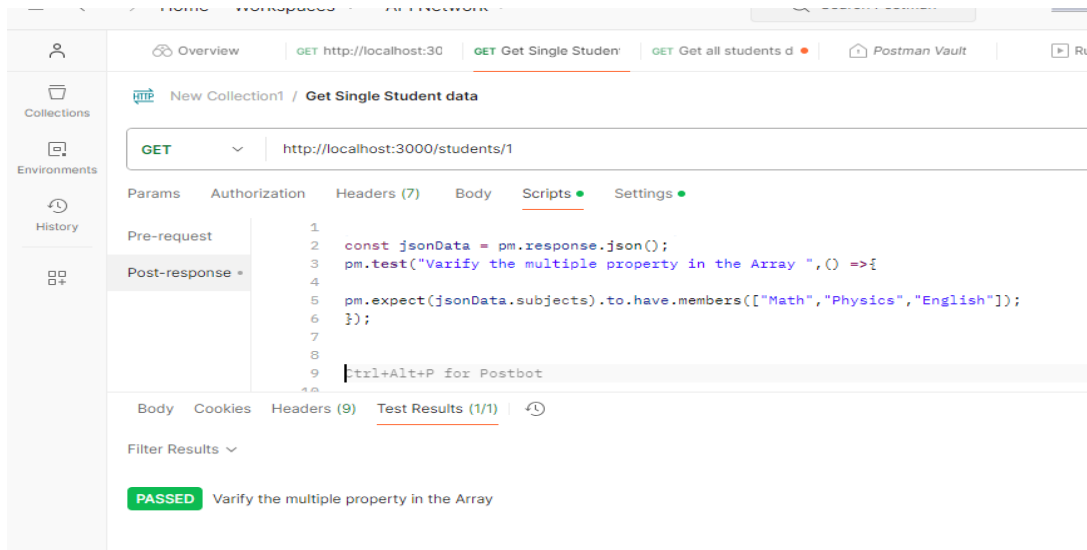 Home Workspaces API Network Search Postman
Overview GET http://localhost:30 GET Get Single Studen GET Get all students d Postman Vault Ru
Collections
HTTP New Collection1 / Get Single Student data
GET http://localhost:3000/students/1
Environments
Params Authorization Headers (7) Body Scripts Settings
History
Pre-request
Post-response
1
2 const jsonData = pm.response.json();
3 pm.test("Varify the multiple property in the Array ",() =>{
4
5 pm.expect(jsonData.subjects).to.have.members(["Math","Physics","English"]);
6 });
7
8
9 Ctrl+Alt+P for Postbot
10
Body Cookies Headers (9) Test Results (1/1)
Filter Results
PASSED Varify the multiple property in the Array